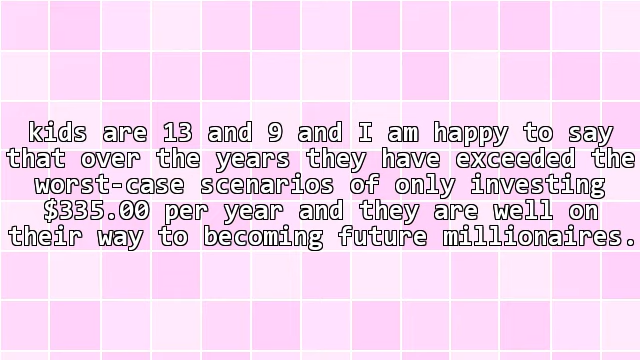 kids are 13 and 9 and I am happy to say
that over the years they have exceeded the
worst-case scenarios of only investing
$335.00 per year and they are well on
their way to becoming future millionaires.